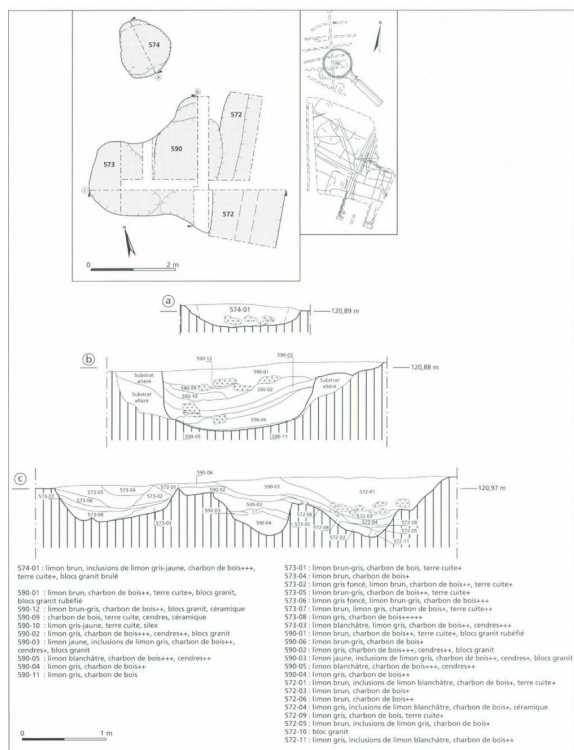 574
a
b
572
573
590
c
572
N
N
0 2 m
a
574-01
120,89 m
b
590-12
590-03
Substrat altéré
590-01
590-09
590-02
590-10
Substrat altéré
Substrat altéré
590-04
590-05
590-11
120,88 m
c
590-06
573-05
573-04
573-01
590-02
590-01
572-01
120,97 m
573-06
573-02
573-08
573-03
590-03
590-04
572-03
572-04
572-09
572-05
572-11
574-01 : limon brun, inclusions de limon gris-jaune, charbon de bois+++,
terre cuite+, blocs granit brulé
590-01 : limon brun, charbon de bois++, terre cuite+, blocs granit,
blocs granit rubéfié
590-12 : limon brun-gris, charbon de bois++, blocs granit, céramique
590-09 : charbon de bois, terre cuite, cendres, céramique
590-10 : limon gris-jaune, terre cuite, silex
590-02 : limon gris, charbon de bois+++, cendres++, blocs granit
590-03 : limon jaune, inclusions de limon gris, charbon de bois++,
cendres+, blocs granit
590-05 : limon blanchâtre, charbon de bois+++, cendres++
590-04 : limon gris, charbon de bois++
590-11 : limon gris, charbon de bois
0 1 m
573-01 : limon brun-gris, charbon de bois, terre cuite+
573-04 : limon brun, charbon de bois+
573-02 : limon gris foncé, limon brun, charbon de bois++, terre cuite+
573-05 : limon brun-gris, charbon de bois++, terre cuite+
573-06 : limon gris foncé, limon brun-gris, charbon de bois+++
573-07 : limon brun, limon gris, charbon de bois+, terre cuite++
573-08 : limon gris, charbon de bois+++++
573-03 : limon blanchâtre, charbon de bois++, cendres+++
590-01 : limon brun, charbon de bois++, terre cuite+, blocs granit rubéfié
590-06 : limon brun-gris, charbon de bois+
590-02 : limon gris, charbon de bois+++, cendres+, blocs granit
590-03 : limon jaune, inclusions de limon gris, charbon de bois++, cendres+, blocs granit
590-05 : limon blanchâtre, charbon de bois+++, cendres++
590-04 : limon gris, charbon de bois++
572-01 : limon brun, inclusions de limon blanchâtre, charbon de bois+, terre cuite+
572-03 : limon brun, charbon de bois+
572-06 : limon brun, charbon de bois++
572-04 : limon gris, inclusions de limon blanchâtre, charbon de bois+, céramique
572-09 : limon gris, charbon de bois, terre cuite+
572-05 : limon brun, inclusions de limon gris, charbon de bois+
572-10 : bloc granit
572-11 : limon gris, inclusions de limon blanchâtre, charbon de bois++